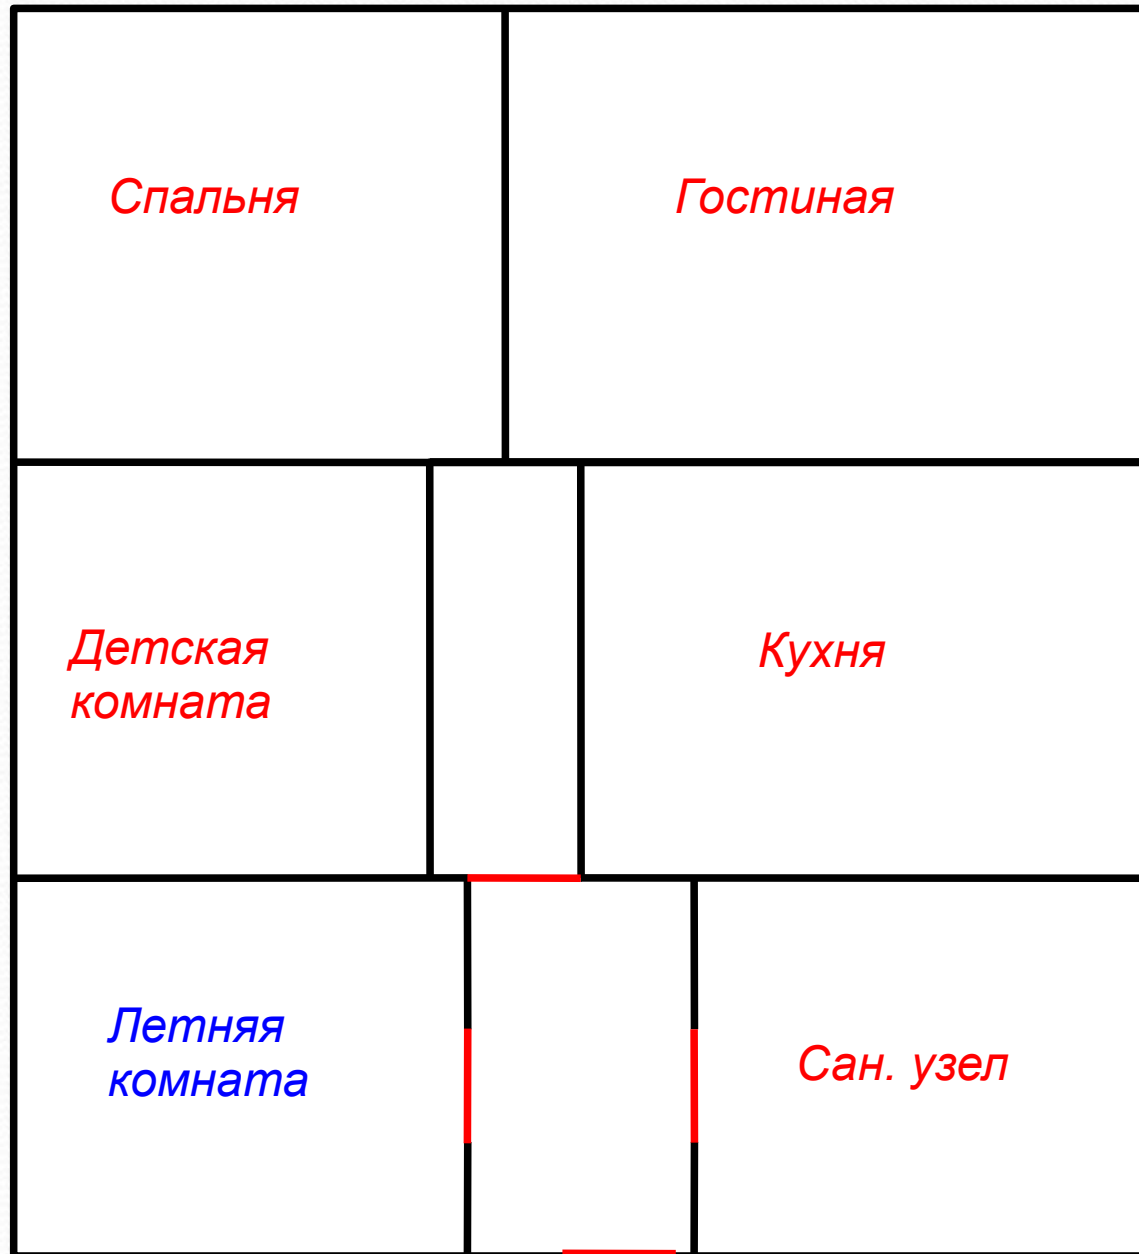 Спальня
Гостиная
Детская
комната
Кухня
Летняя
комната
Сан. узел